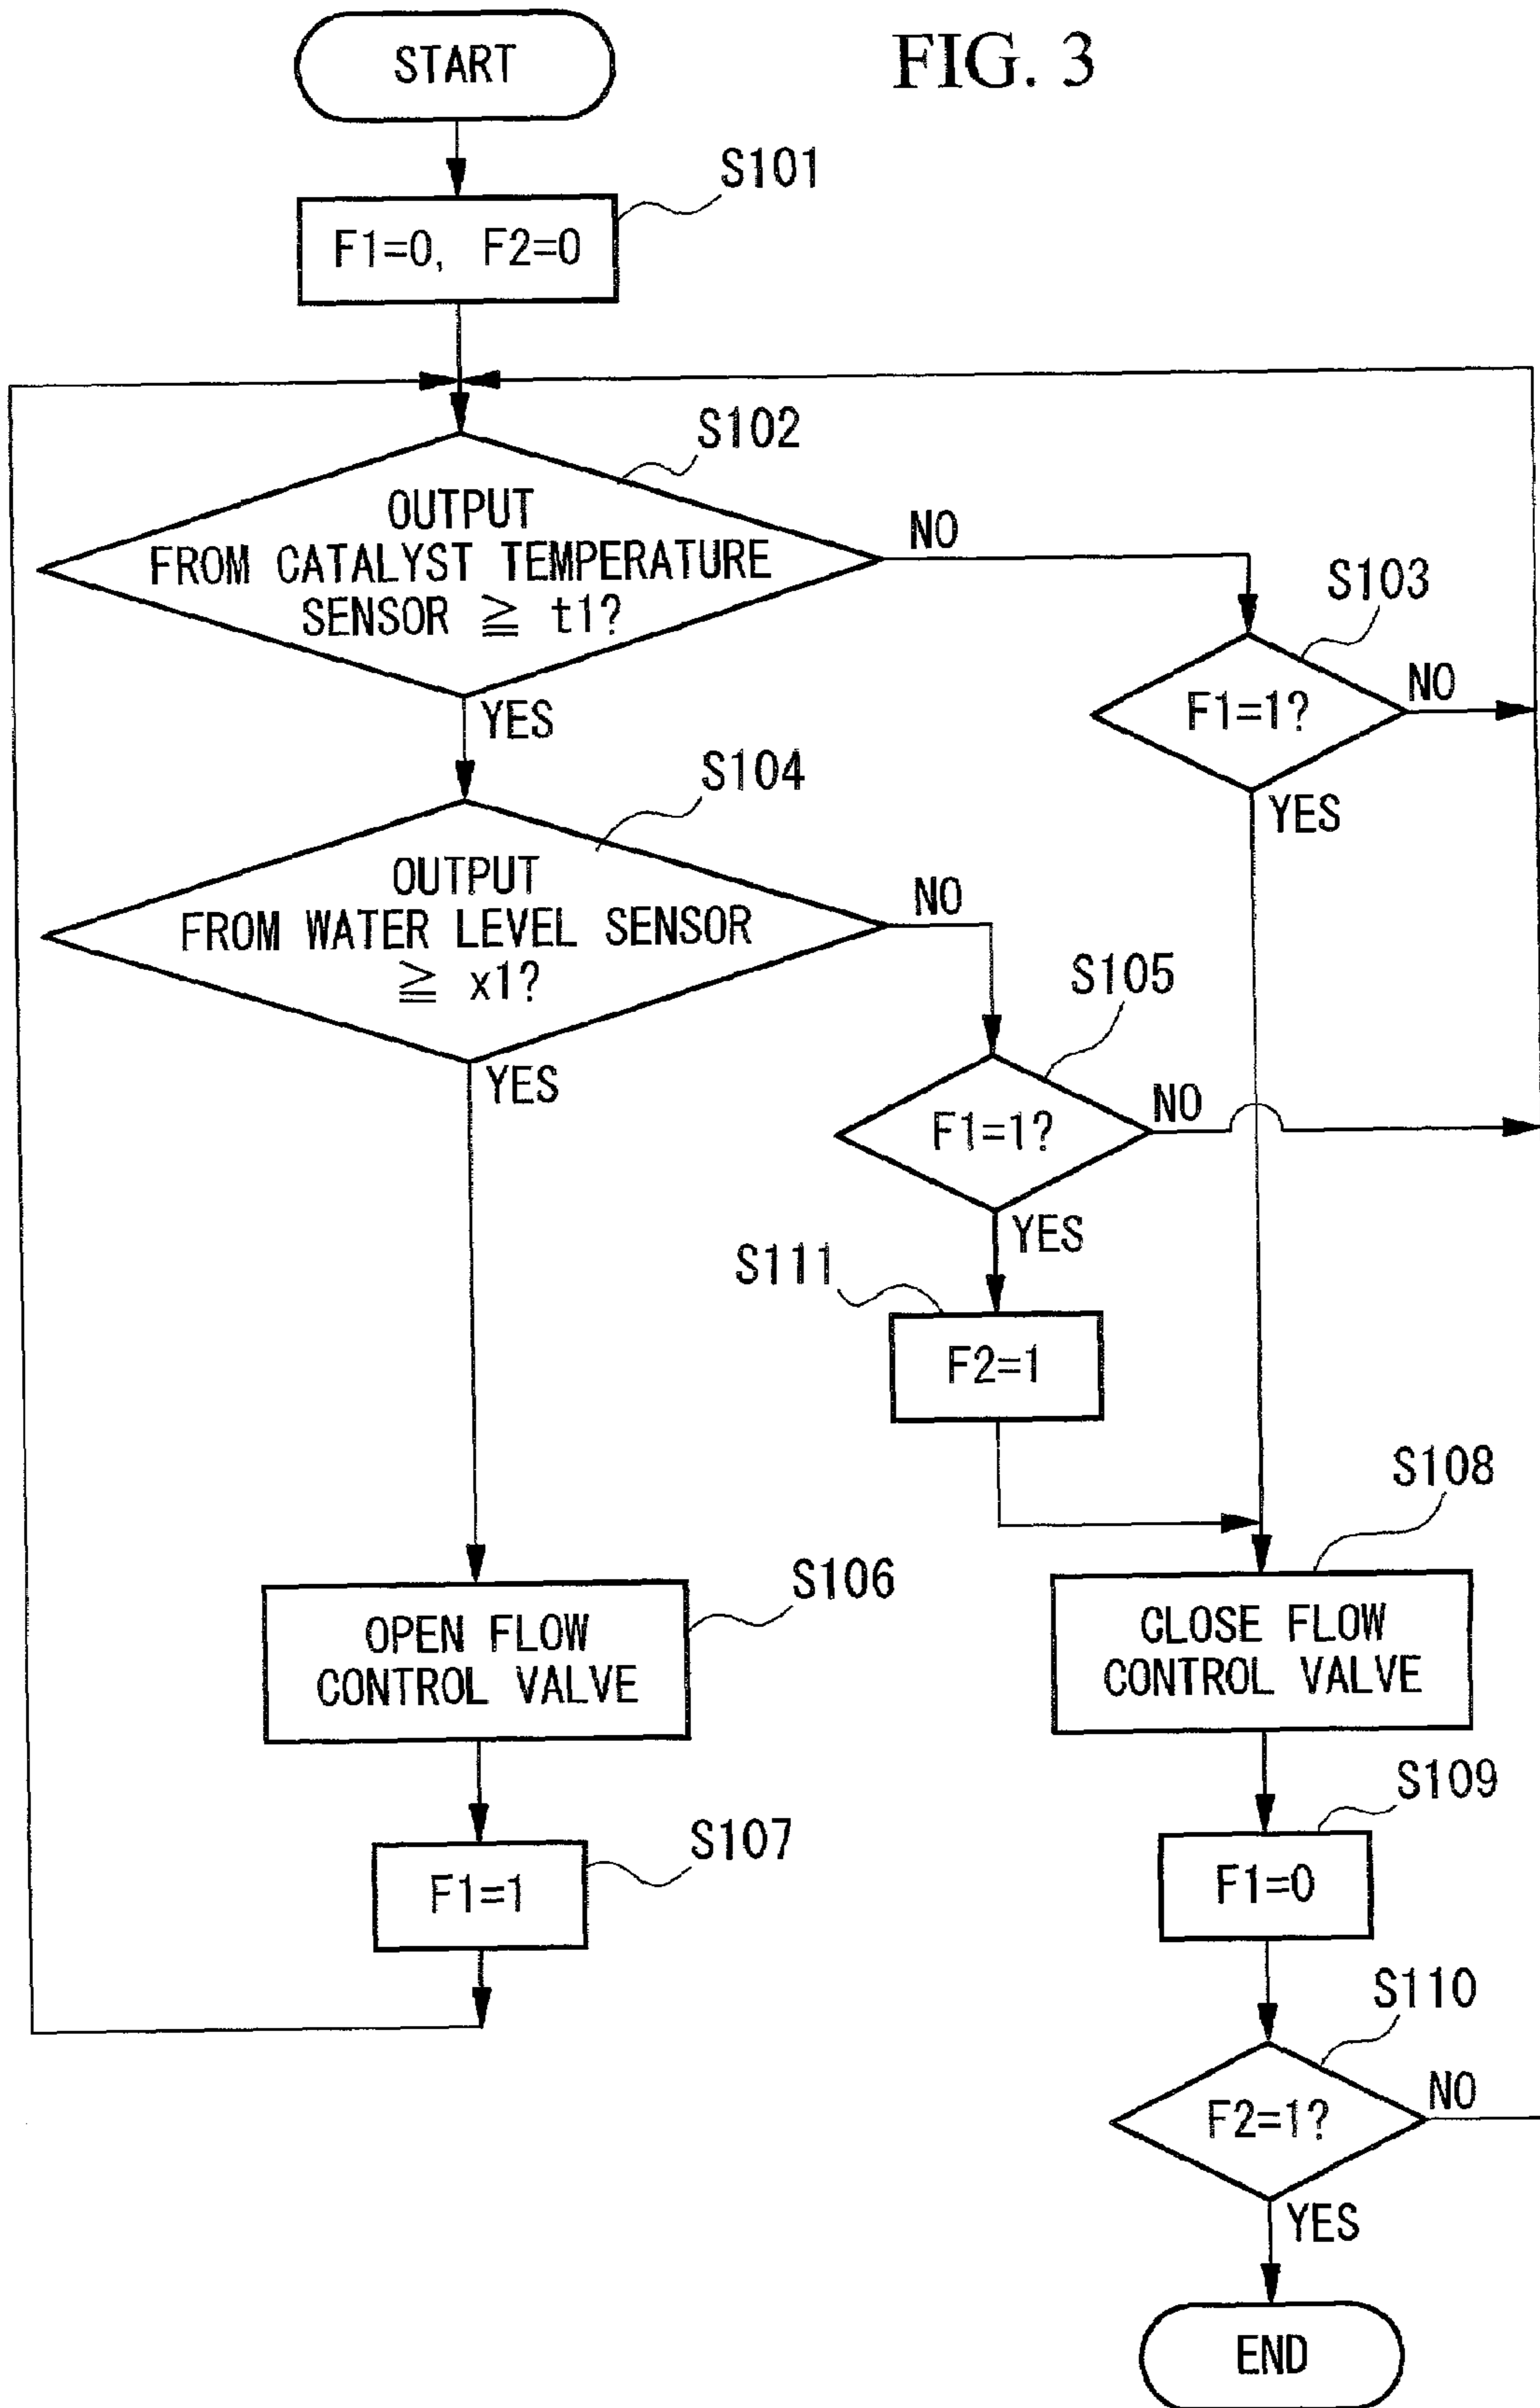 FIG. 3
START
S101
F1=0, F2=0
S102
OUTPUT
FROM CATALYST TEMPERATURE
SENSOR ≧ t1?
NO
YES
S103
F1=1?
NO
YES
S104
OUTPUT
FROM WATER LEVEL SENSOR
≧ x1?
NO
YES
S105
F1=1?
NO
YES
S111
F2=1
S106
OPEN FLOW
CONTROL VALVE
S107
F1=1
S108
CLOSE FLOW
CONTROL VALVE
S109
F1=0
S110
F2=1?
NO
YES
END